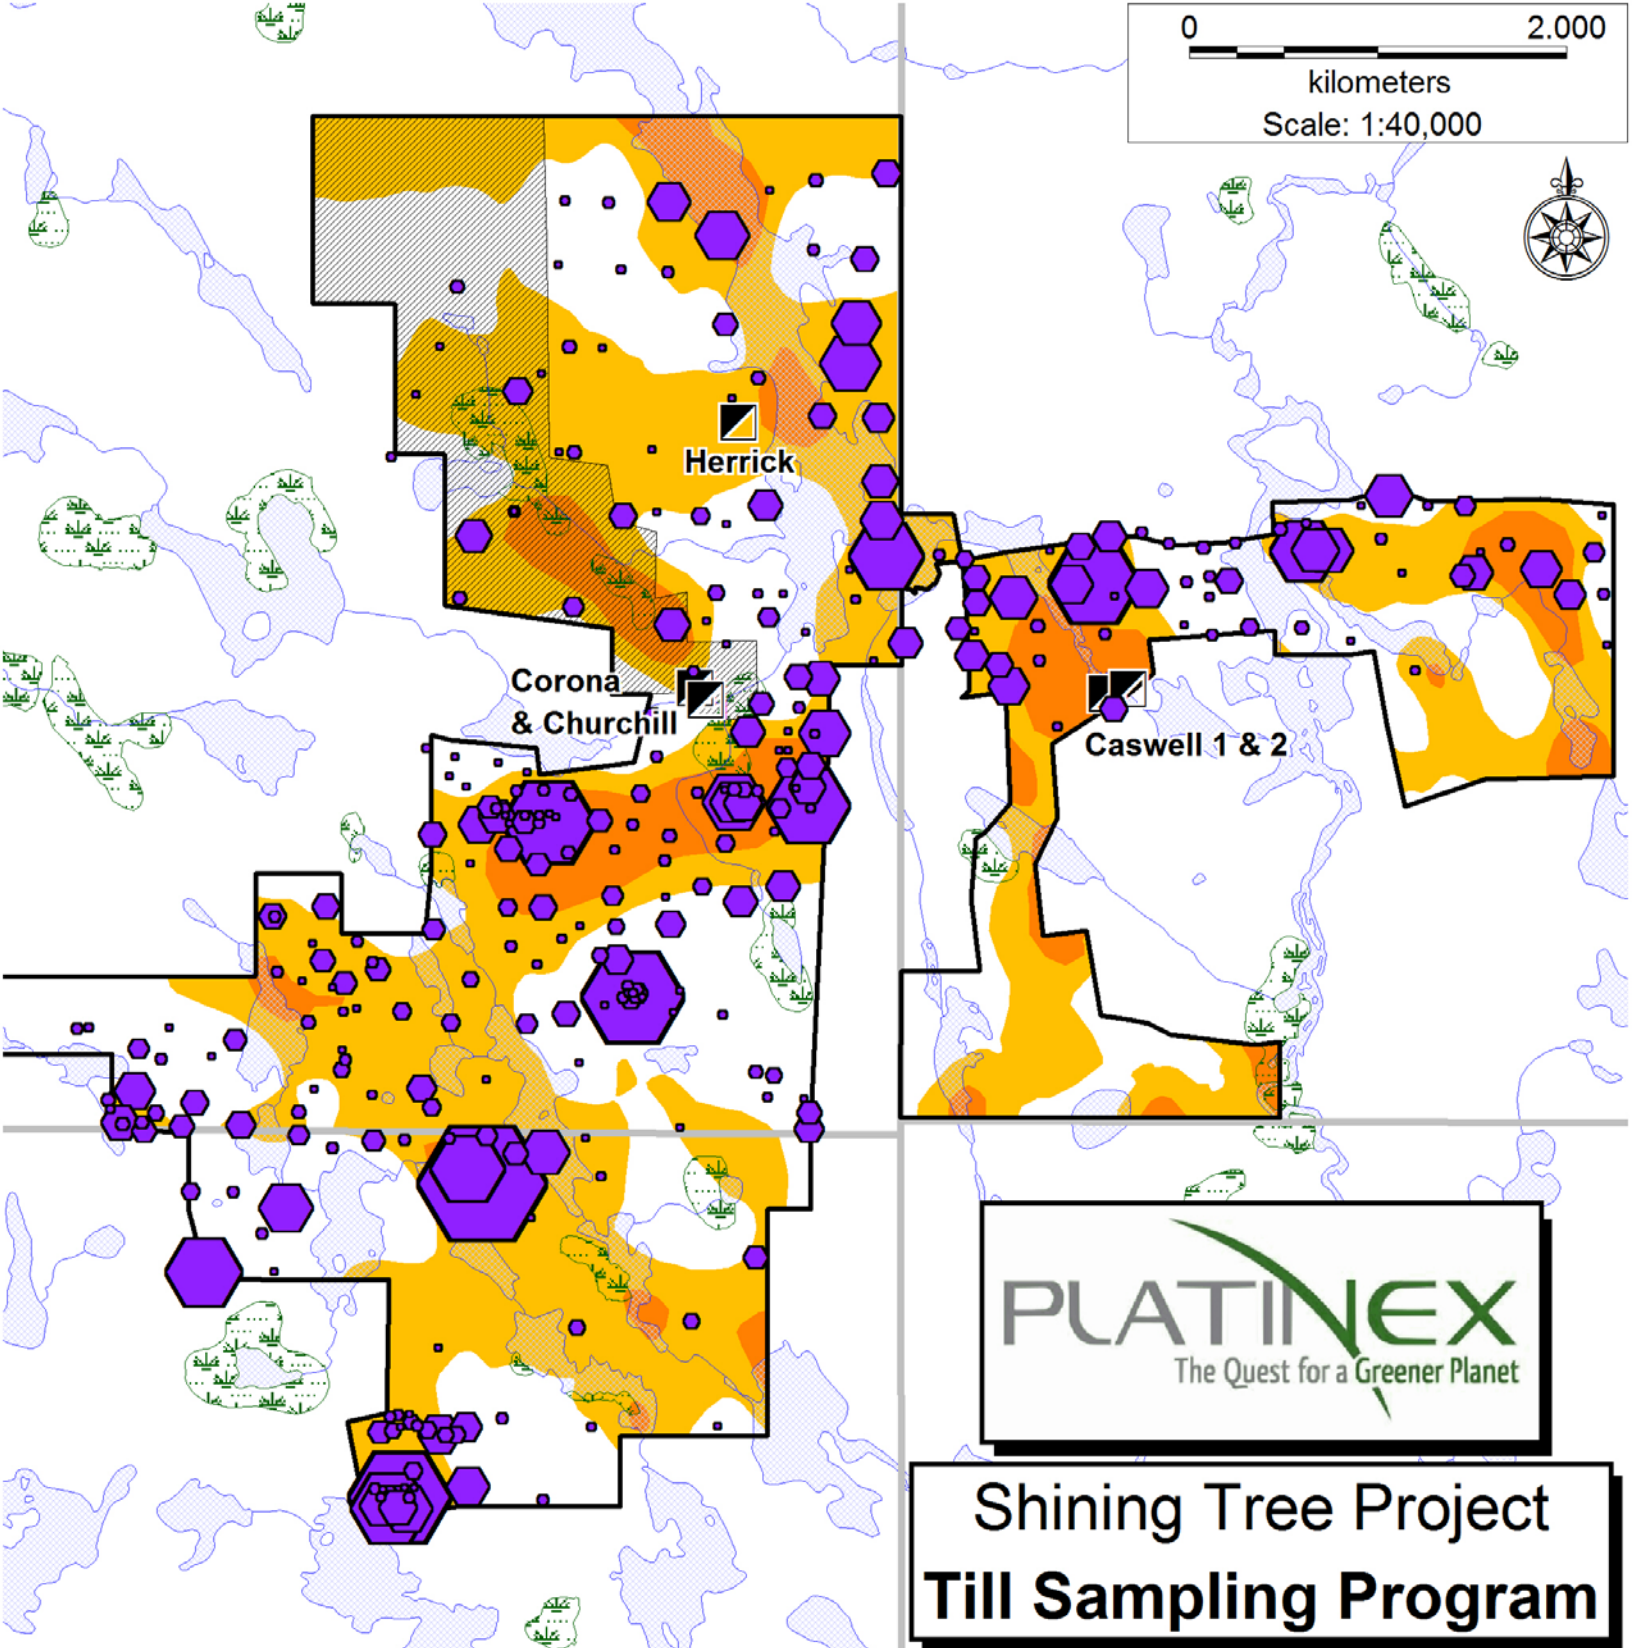 0 2.000
kilometers
Scale: 1:40,000
Herrick
Corona
& Churchill
Caswell 1 & 2
PLATINEX
The Quest for a Greener Planet
Shining Tree Project
Till Sampling Program